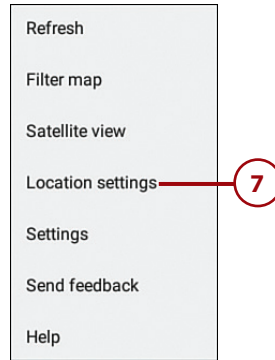 Refresh
Filter map
Satellite view
Location settings
7
Settings
Send feedback
Help